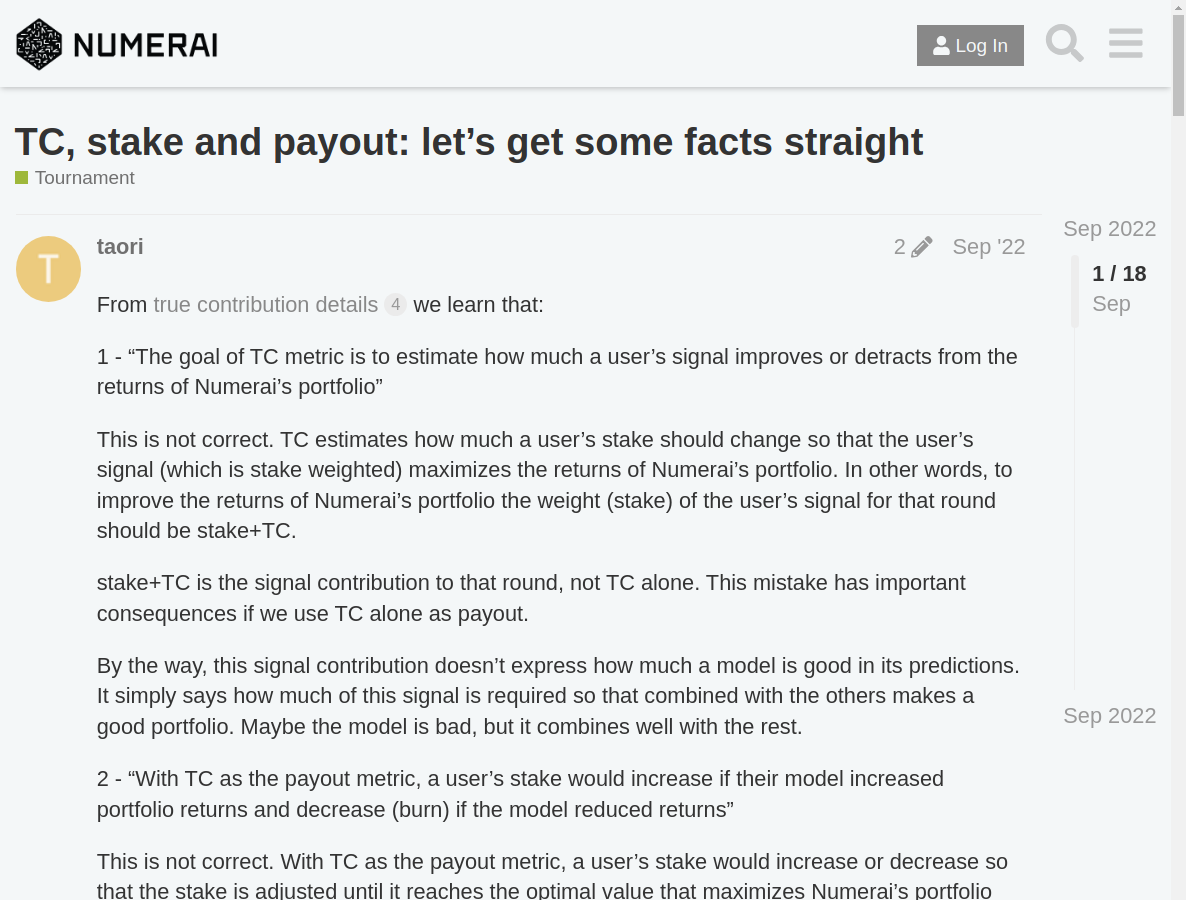 NUMERAI
Log In
TC, stake and payout: let’s get some facts straight
Tournament
T
taori
2
Sep '22
From true contribution details 4 we learn that:
1 - “The goal of TC metric is to estimate how much a user’s signal improves or detracts from the
returns of Numerai’s portfolio”
This is not correct. TC estimates how much a user’s stake should change so that the user’s
signal (which is stake weighted) maximizes the returns of Numerai’s portfolio. In other words, to
improve the returns of Numerai’s portfolio the weight (stake) of the user’s signal for that round
should be stake+TC.
stake+TC is the signal contribution to that round, not TC alone. This mistake has important
consequences if we use TC alone as payout.
By the way, this signal contribution doesn’t express how much a model is good in its predictions.
It simply says how much of this signal is required so that combined with the others makes a
good portfolio. Maybe the model is bad, but it combines well with the rest.
2 - “With TC as the payout metric, a user’s stake would increase if their model increased
portfolio returns and decrease (burn) if the model reduced returns”
This is not correct. With TC as the payout metric, a user’s stake would increase or decrease so
that the stake is adjusted until it reaches the optimal value that maximizes Numerai’s portfolio
Sep 2022
1 / 18
Sep
Sep 2022